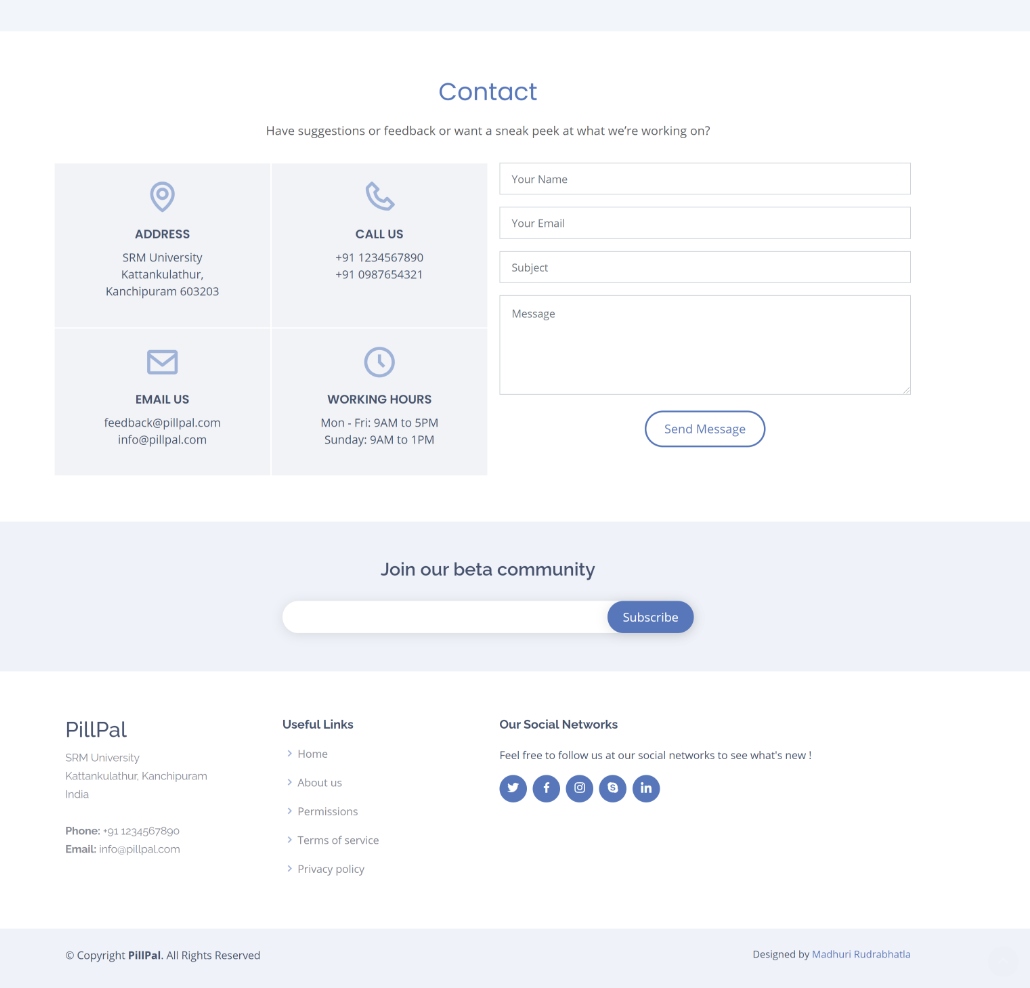 Contact
Have suggestions or feedback or want a sneak peek at what we're working on?
ADDRESS
SRM University
Kattankulathur,
Kanchipuram 603203
CALL US
+91 1234567890
+91 0987654321
EMAIL US
feedback@pillpal.com
info@pillpal.com
WORKING HOURS
Mon - Fri: 9AM to 5PM
Sunday: 9AM to 1PM
Your Name
Your Email
Subject
Message
Send Message
Join our beta community
Subscribe
PillPal
SRM University
Kattankulathur, Kanchipuram
India
Phone: +91 1234567890
Email: info@pillpal.com
Useful Links
Home
About us
Permissions
Terms of service
Privacy policy
Our Social Networks
Feel free to follow us at our social networks to see what's new !
© Copyright PillPal. All Rights Reserved
Designed by Madhuri Rudrabhatla